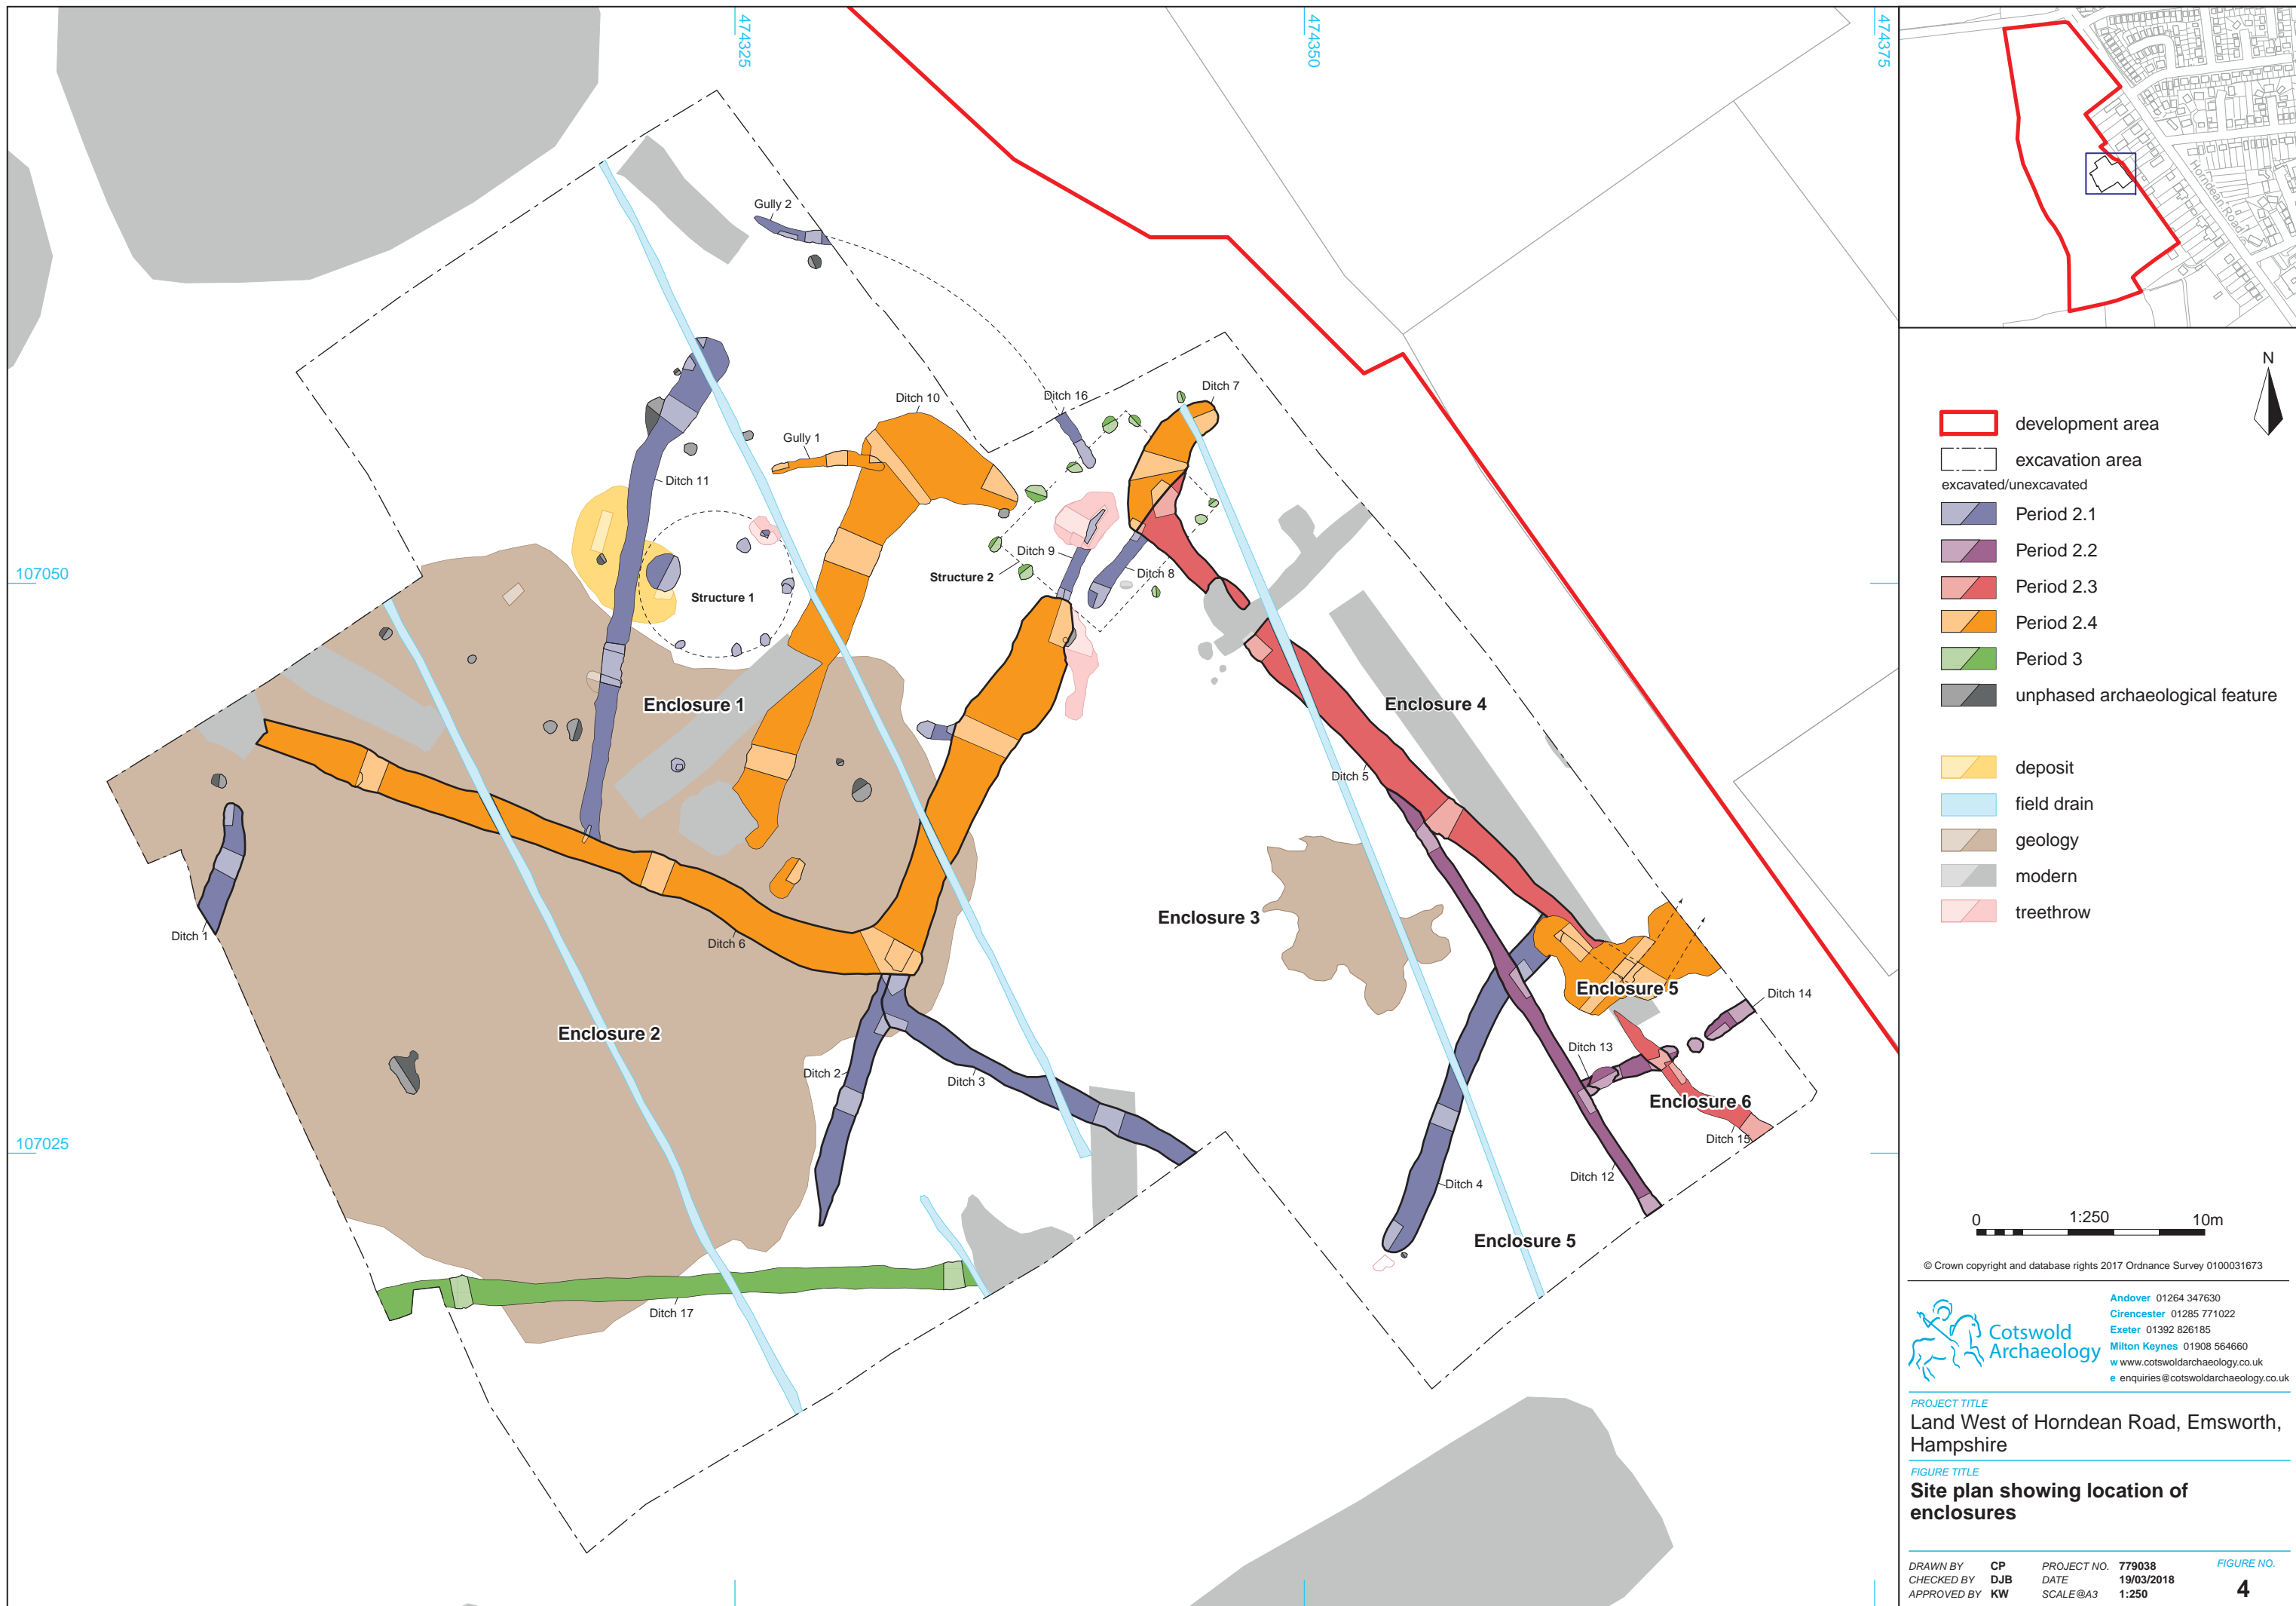 474325
474350
474375
107050
107025
Gully 2
Ditch 16
Ditch 7
Ditch 10
Gully 1
Ditch 11
Ditch 9
Structure 2
Ditch 8
Structure 1
Enclosure 1
Enclosure 4
Ditch 5
Enclosure 3
Ditch 1
Ditch 6
Enclosure 5
Ditch 14
Enclosure 2
Ditch 13
Ditch 2
Ditch 3
Enclosure 6
Ditch 15
Ditch 12
Ditch 4
Enclosure 5
Ditch 17
Horndean Road
N
development area
excavation area
excavated/unexcavated
Period 2.1
Period 2.2
Period 2.3
Period 2.4
Period 3
unphased archaeological feature
deposit
field drain
geology
modern
treethrow
0 1:250 10m
© Crown copyright and database rights 2017 Ordnance Survey 0100031673
Cotswold
Archaeology
Andover 01264 347630
Cirencester 01285 771022
Exeter 01392 826185
Milton Keynes 01908 564660
w www.cotswoldarchaeology.co.uk
e enquiries@cotswoldarchaeology.co.uk
PROJECT TITLE
Land West of Horndean Road, Emsworth,
Hampshire
FIGURE TITLE
Site plan showing location of
enclosures
DRAWN BY CP PROJECT NO. 779038 FIGURE NO.
CHECKED BY DJB DATE 19/03/2018
APPROVED BY KW SCALE@A3 1:250 4